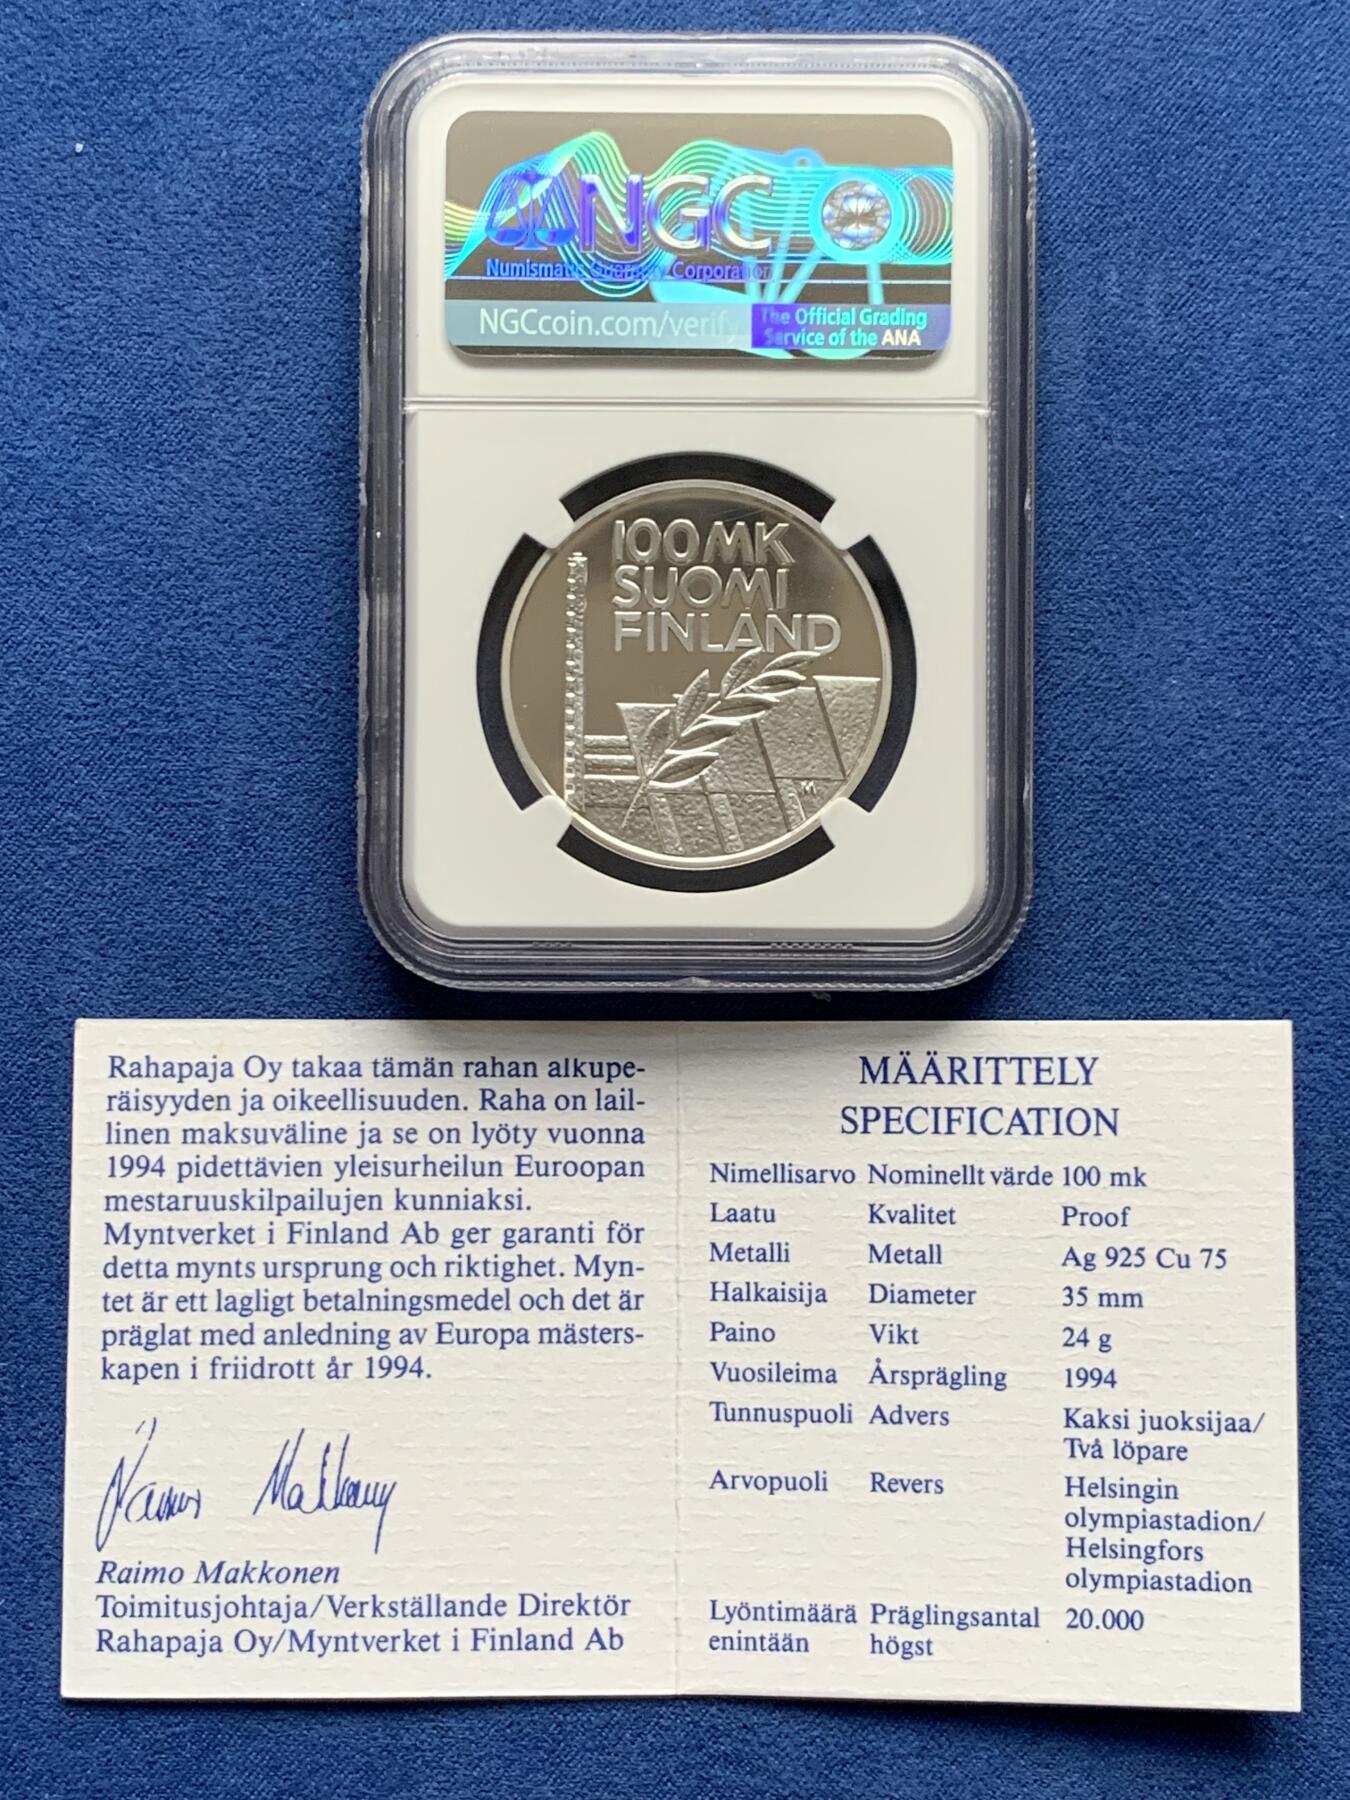 NGC
Numismatic Guaranty Corporation
NGCcoin.com/verify
The Official Grading
Service of the ANA
100 MK
SUOMI
FINLAND
M
Rahapaja Oy takaa tämän rahan alkupe-
räisyyden ja oikeellisuuden. Raha on lail-
linen maksuväline ja se on lyöty vuonna
1994 pidettävien yleisurheilun Euroopan
mestaruuskilpailujen kunniaksi.
Myntverket i Finland Ab ger garanti för
detta mynts ursprung och riktighet. Myn-
tet är ett lagligt betalningsmedel och det är
präglat med anledning av Europa mästers-
kapen i friidrott år 1994.
Raimo Makkonen
Raimo Makkonen
Toimitusjohtaja/Verkställande Direktör
Rahapaja Oy/Myntverket i Finland Ab
MÄÄRITTELY
SPECIFICATION
Nimellisarvo Nominellt värde 100 mk
Laatu Kvalitet Proof
Metalli Metall Ag 925 Cu 75
Halkaisija Diameter 35 mm
Paino Vikt 24 g
Vuosileima Årsprägling 1994
Tunnuspuoli Advers Kaksi juoksijaa/
Två löpare
Arvopuoli Revers Helsingin
olympiastadion/
Helsingfors
olympiastadion
Lyöntimäärä Präglingsantal 20.000
enintään högst